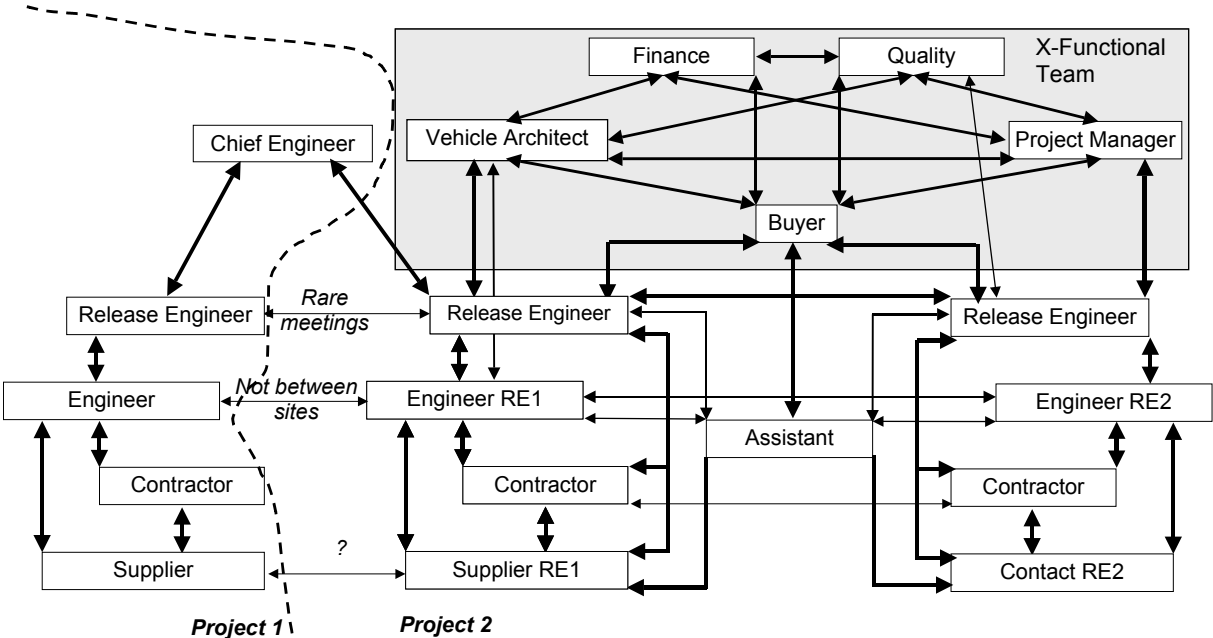 Finance
Quality
X-Functional
Team
Chief Engineer
Vehicle Architect
Project Manager
Buyer
Release Engineer
Rare
meetings
Release Engineer
Release Engineer
Engineer
Not between
sites
Engineer RE1
Engineer RE2
Assistant
Contractor
Contractor
Contractor
Supplier
?
Supplier RE1
Contact RE2
Project 1
Project 2